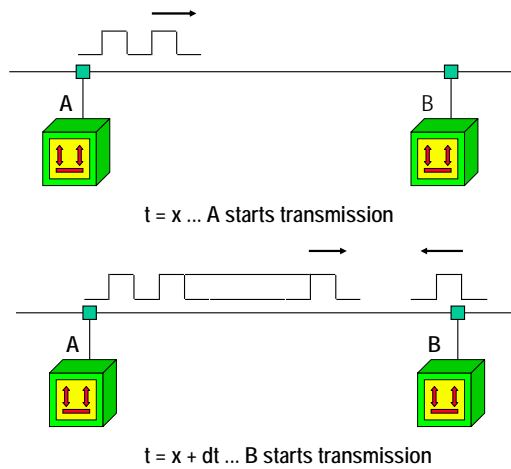 A B
t = x ... A starts transmission
A B
t = x + dt ... B starts transmission